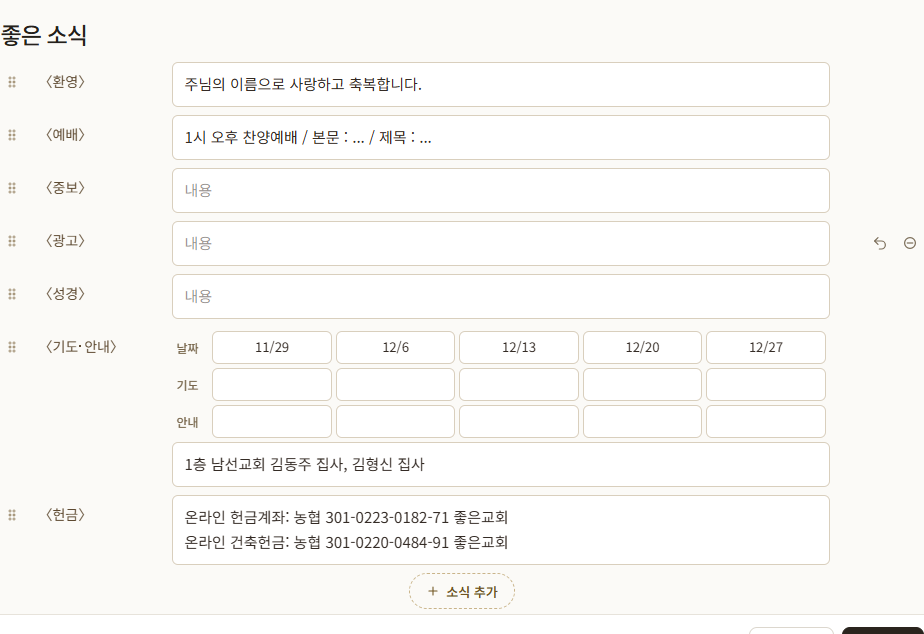 좋은 소식
〈환영〉 주님의 이름으로 사랑하고 축복합니다.
〈예배〉 1시 오후 찬양예배 / 본문 : ... / 제목 : ...
〈중보〉 내용
〈광고〉 내용
〈성경〉 내용
〈기도·안내〉 날짜 11/29 12/6 12/13 12/20 12/27
기도
안내
1층 남선교회 김동주 집사, 김형신 집사
〈헌금〉 온라인 헌금계좌: 농협 301-0223-0182-71 좋은교회
온라인 건축헌금: 농협 301-0220-0484-91 좋은교회
+ 소식 추가